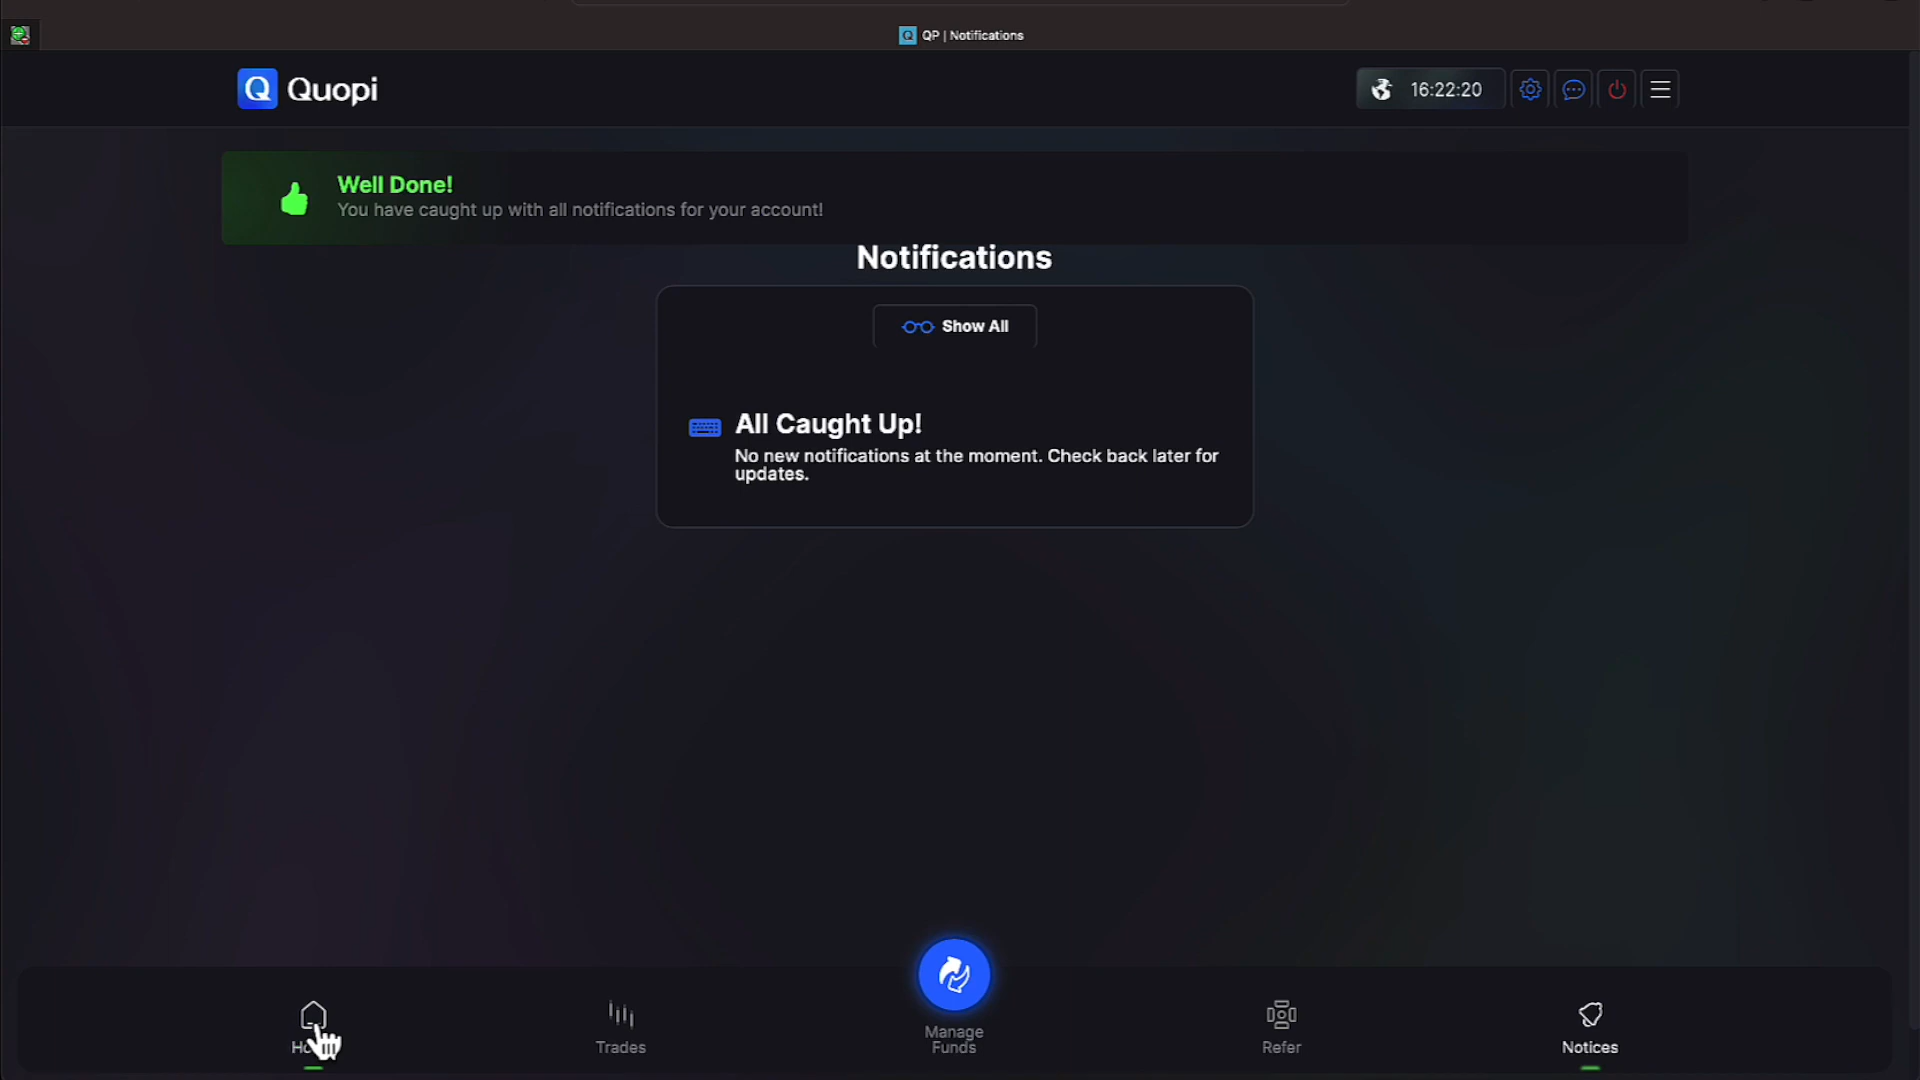 QP | Notifications
Quopi
16:22:20
Well Done!
You have caught up with all notifications for your account!
Notifications
Show All
All Caught Up!
No new notifications at the moment. Check back later for
updates.
Trades
Manage
Funds
Refer
Notices